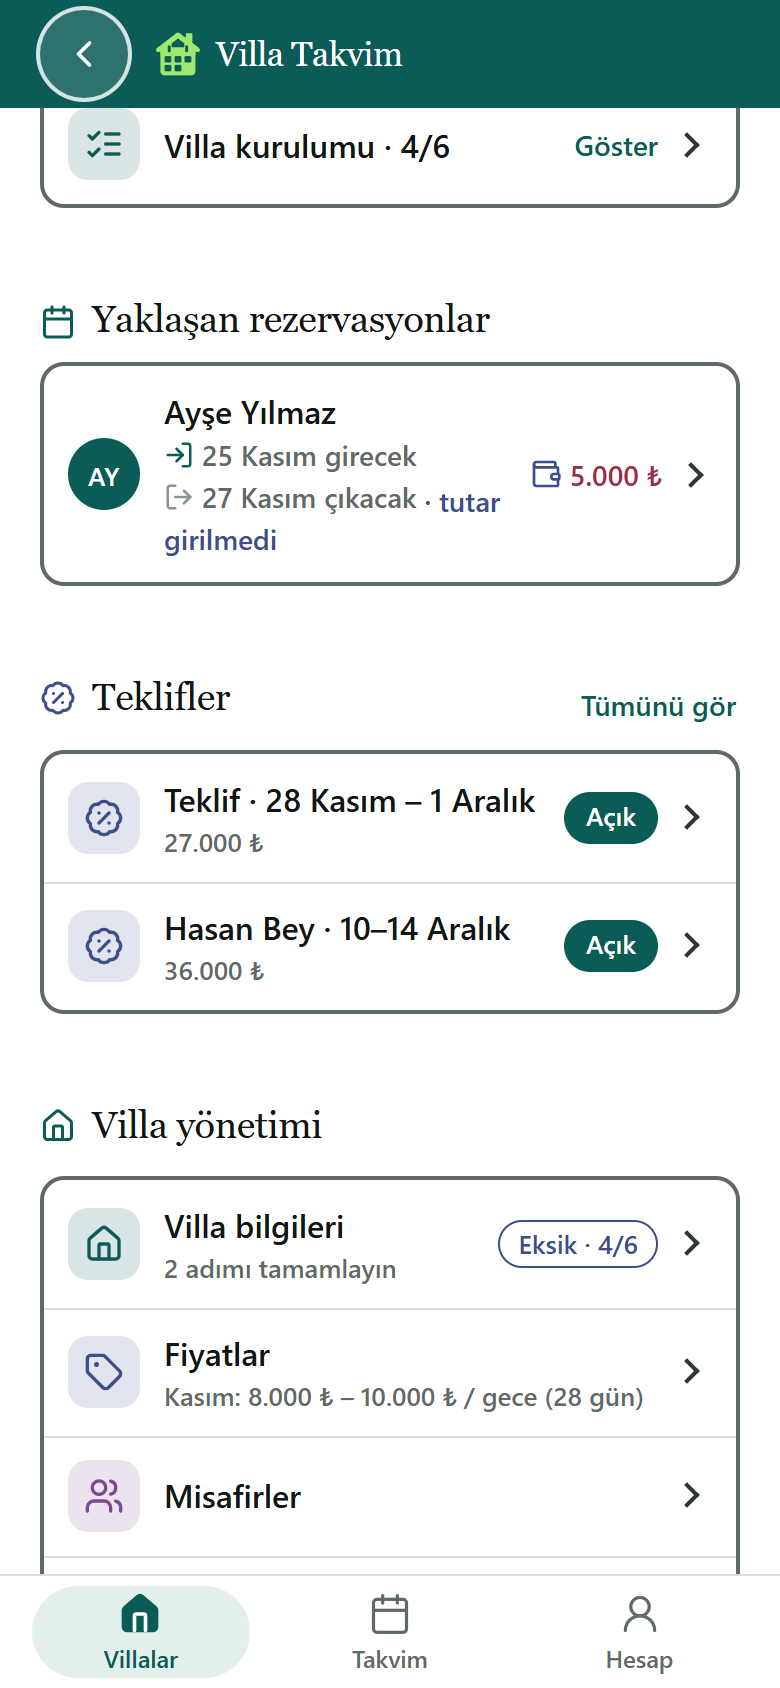 Villa Takvim
Villa kurulumu · 4/6
Göster
Yaklaşan rezervasyonlar
AY
Ayşe Yılmaz
25 Kasım girecek
27 Kasım çıkacak · tutar
girilmedi
5.000 ₺
Teklifler
Tümünü gör
Teklif · 28 Kasım – 1 Aralık
27.000 ₺
Açık
Hasan Bey · 10–14 Aralık
36.000 ₺
Açık
Villa yönetimi
Villa bilgileri
2 adımı tamamlayın
Eksik · 4/6
Fiyatlar
Kasım: 8.000 ₺ – 10.000 ₺ / gece (28 gün)
Misafirler
Villalar
Takvim
Hesap